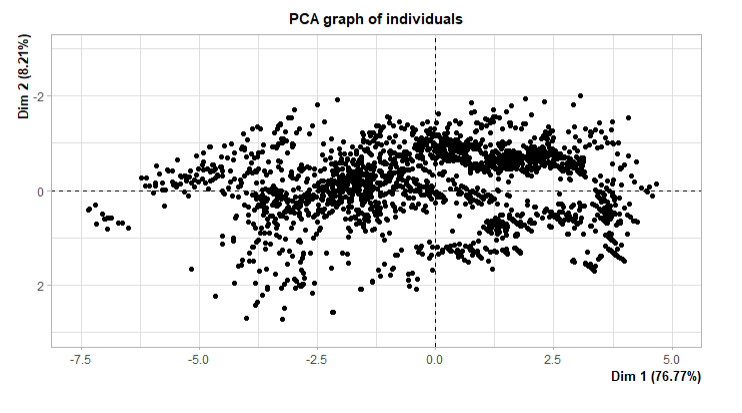 PCA graph of individuals
Dim 2 (8.21%)
-2
0
2
-7.5 -5.0 -2.5 0.0 2.5 5.0
Dim 1 (76.77%)